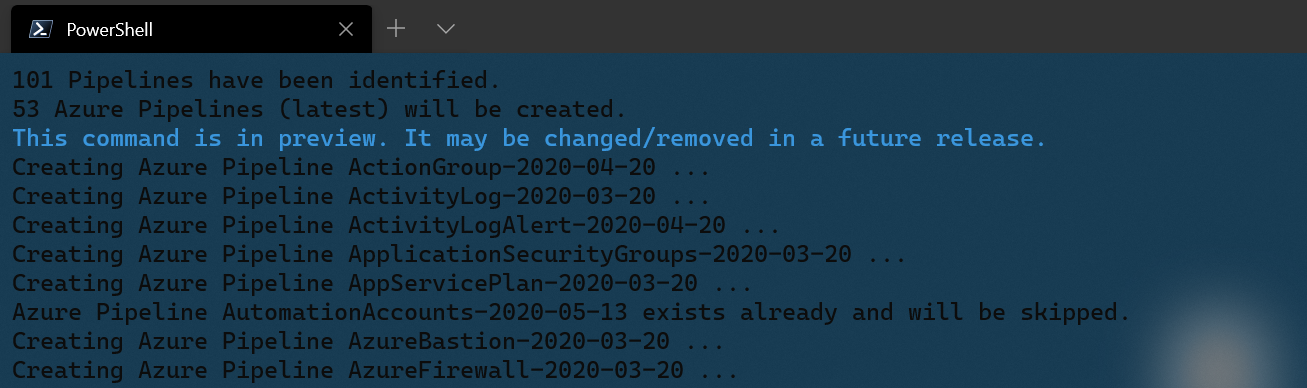 PowerShell
101 Pipelines have been identified.
53 Azure Pipelines (latest) will be created.
This command is in preview. It may be changed/removed in a future release.
Creating Azure Pipeline ActionGroup-2020-04-20 ...
Creating Azure Pipeline ActivityLog-2020-03-20 ...
Creating Azure Pipeline ActivityLogAlert-2020-04-20 ...
Creating Azure Pipeline ApplicationSecurityGroups-2020-03-20 ...
Creating Azure Pipeline AppServicePlan-2020-03-20 ...
Azure Pipeline AutomationAccounts-2020-05-13 exists already and will be skipped.
Creating Azure Pipeline AzureBastion-2020-03-20 ...
Creating Azure Pipeline AzureFirewall-2020-03-20 ...